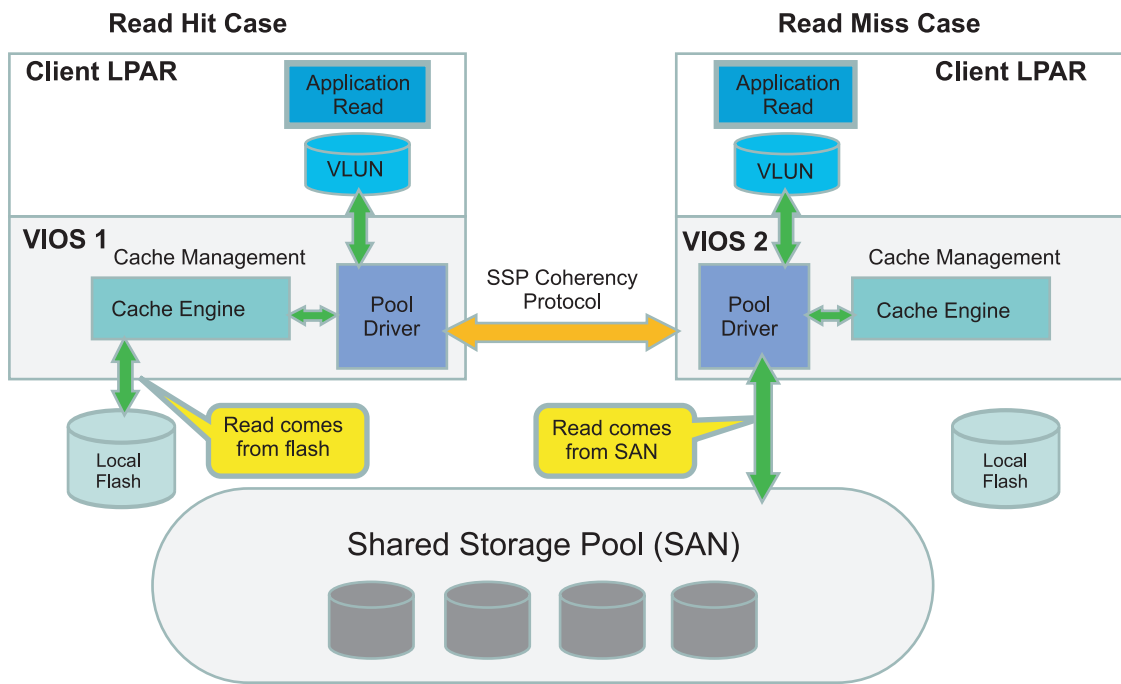 Read Hit Case
Client LPAR
Application
Read
VLUN
VIOS 1
Cache Management
Cache Engine
Pool
Driver
Read comes
from flash
Local
Flash
SSP Coherency
Protocol
Read Miss Case
Client LPAR
Application
Read
VLUN
VIOS 2
Cache Management
Pool
Driver
Cache Engine
Read comes
from SAN
Local
Flash
Shared Storage Pool (SAN)